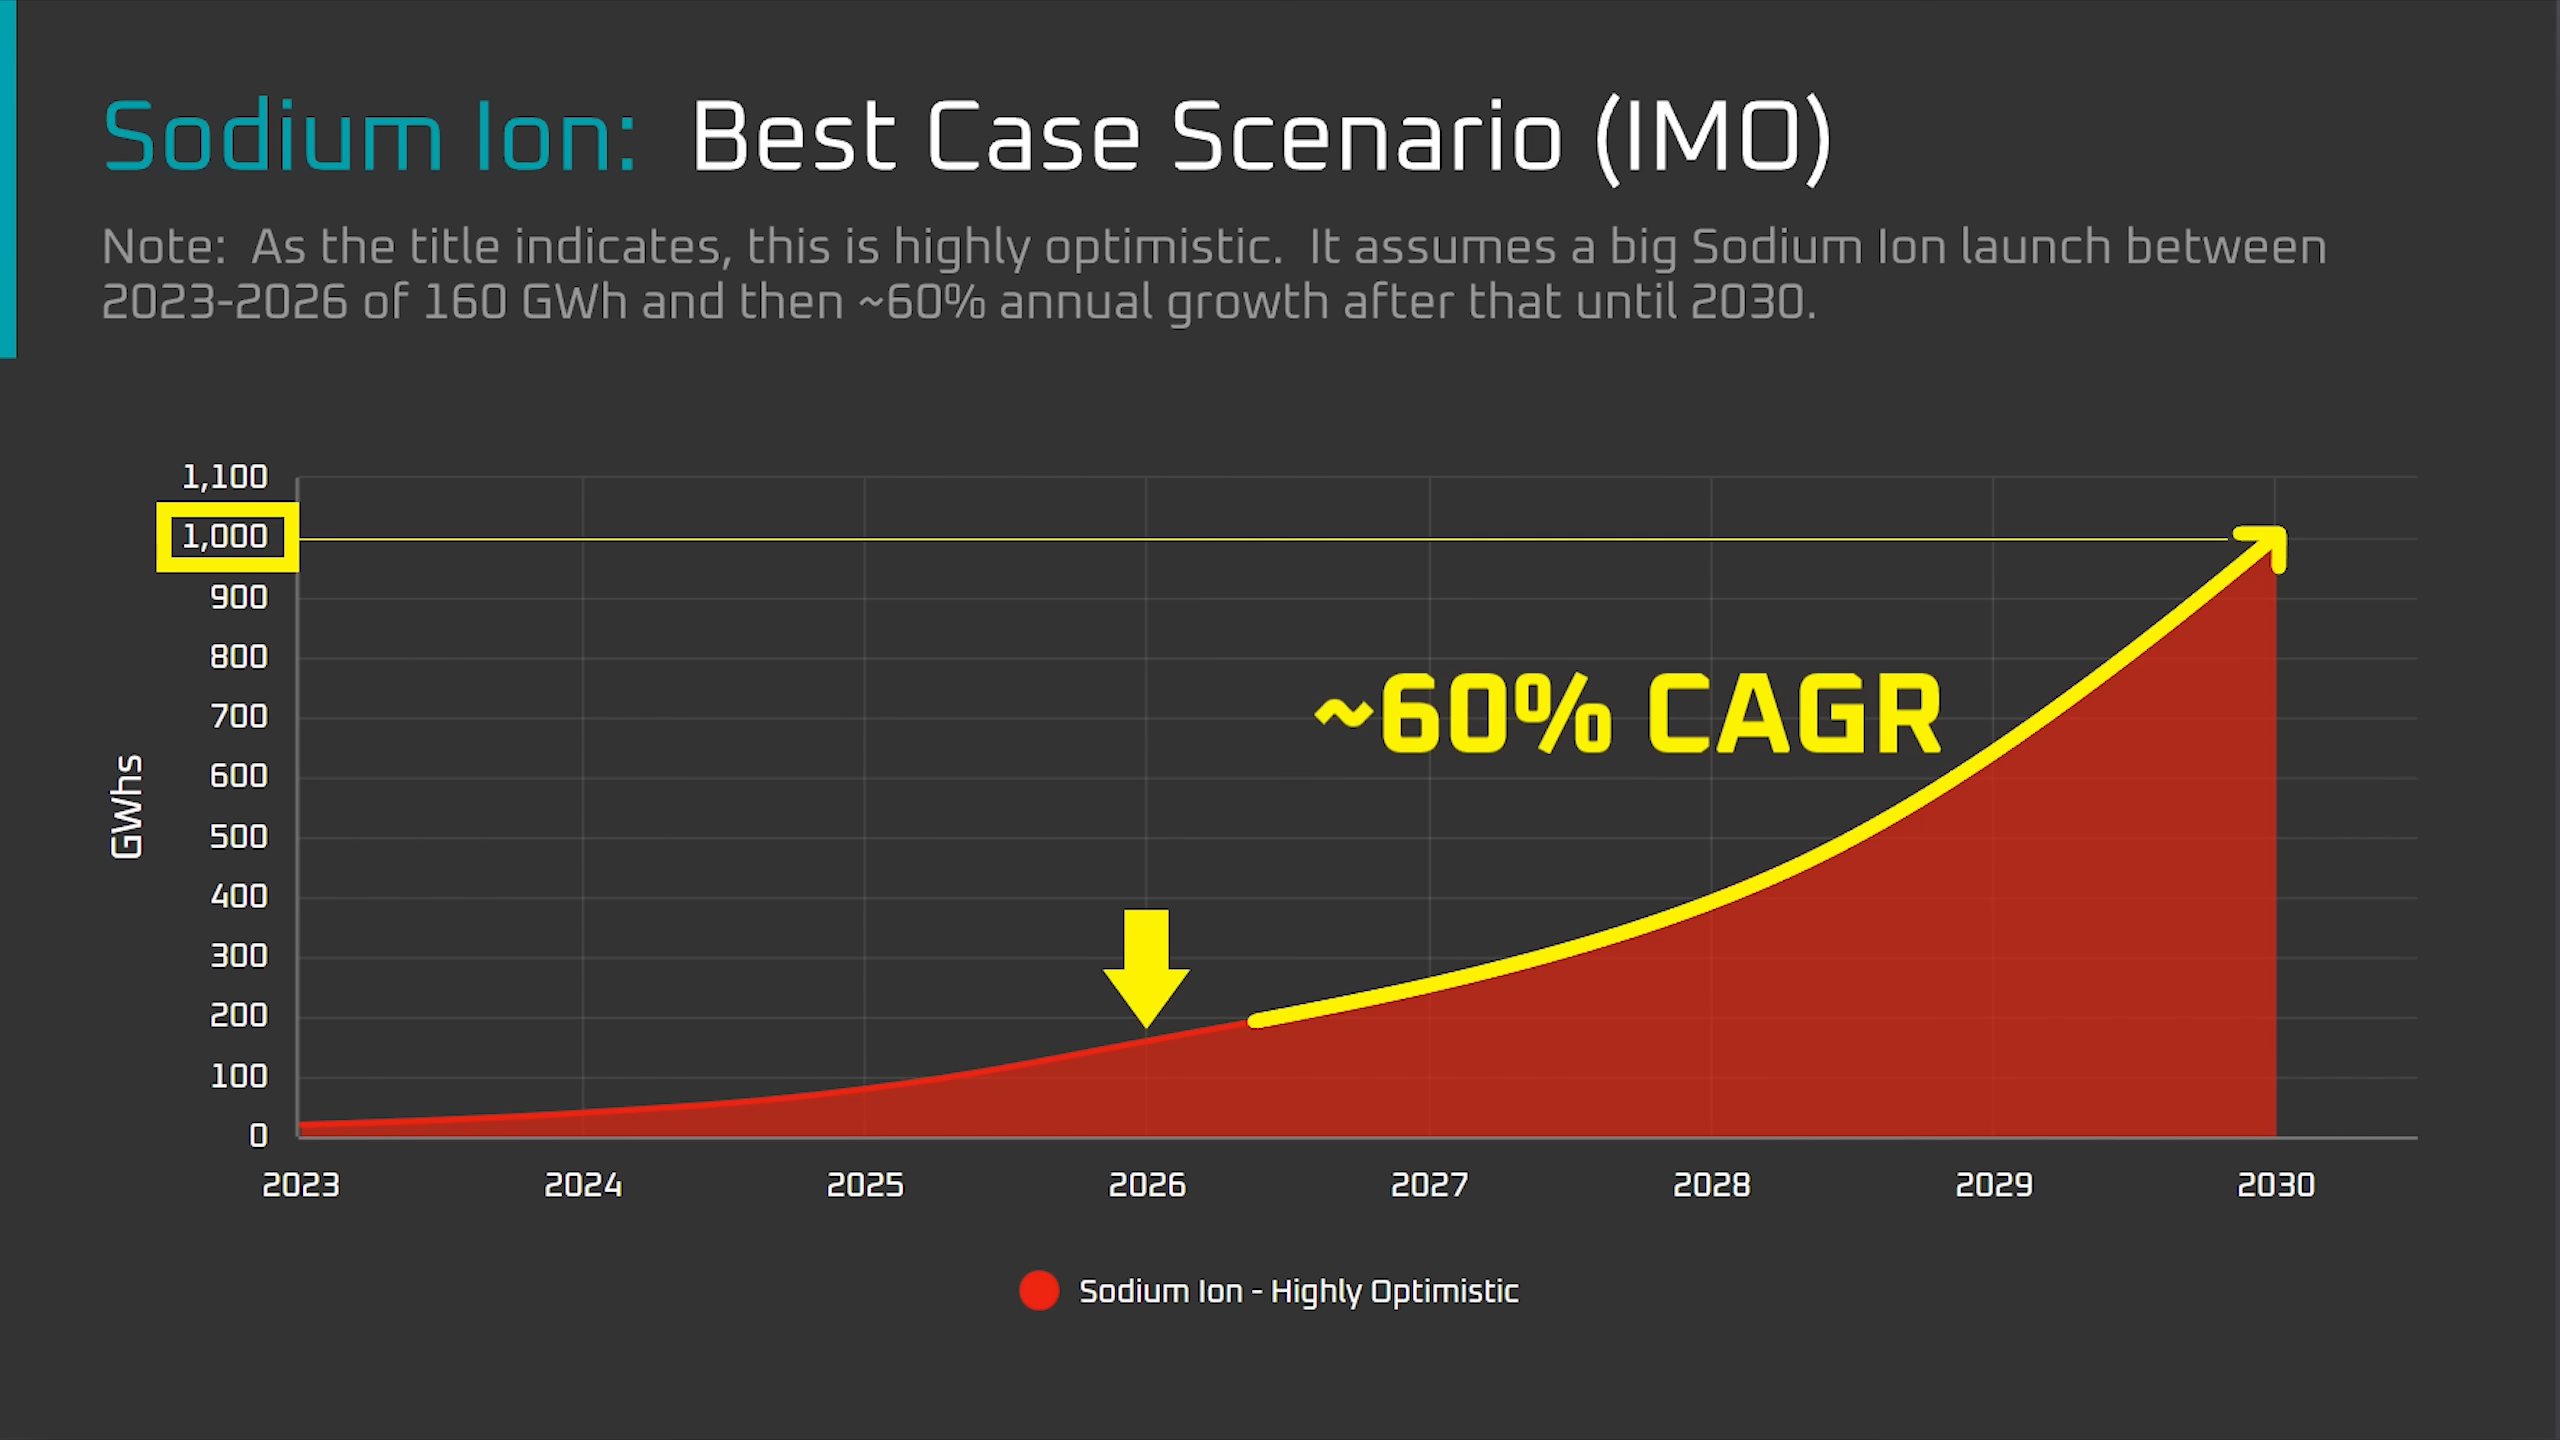 Sodium Ion: Best Case Scenario (IMO)
Note: As the title indicates, this is highly optimistic. It assumes a big Sodium Ion launch between
2023-2026 of 160 GWh and then ~60% annual growth after that until 2030.
1,100
1,000
900
800
~60% CAGR
700
600
GWhs
500
400
300
200
100
0
2023 2024 2025 2026 2027 2028 2029 2030
Sodium Ion - Highly Optimistic